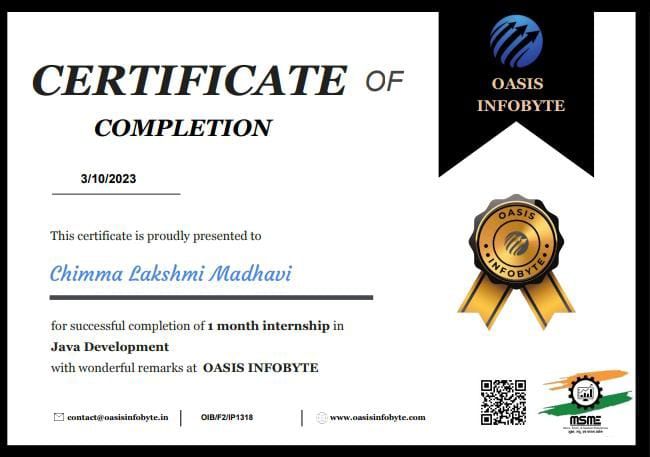 CERTIFICATE OF
COMPLETION
OASIS
INFOBYTE
3/10/2023
OASIS
INFOBYTE
This certificate is proudly presented to
Chimma Lakshmi Madhavi
for successful completion of 1 month internship in
Java Development
with wonderful remarks at OASIS INFOBYTE
contact@oasisinfobyte.in
OIB/F2/IP1318
www.oasisinfobyte.com
MSME